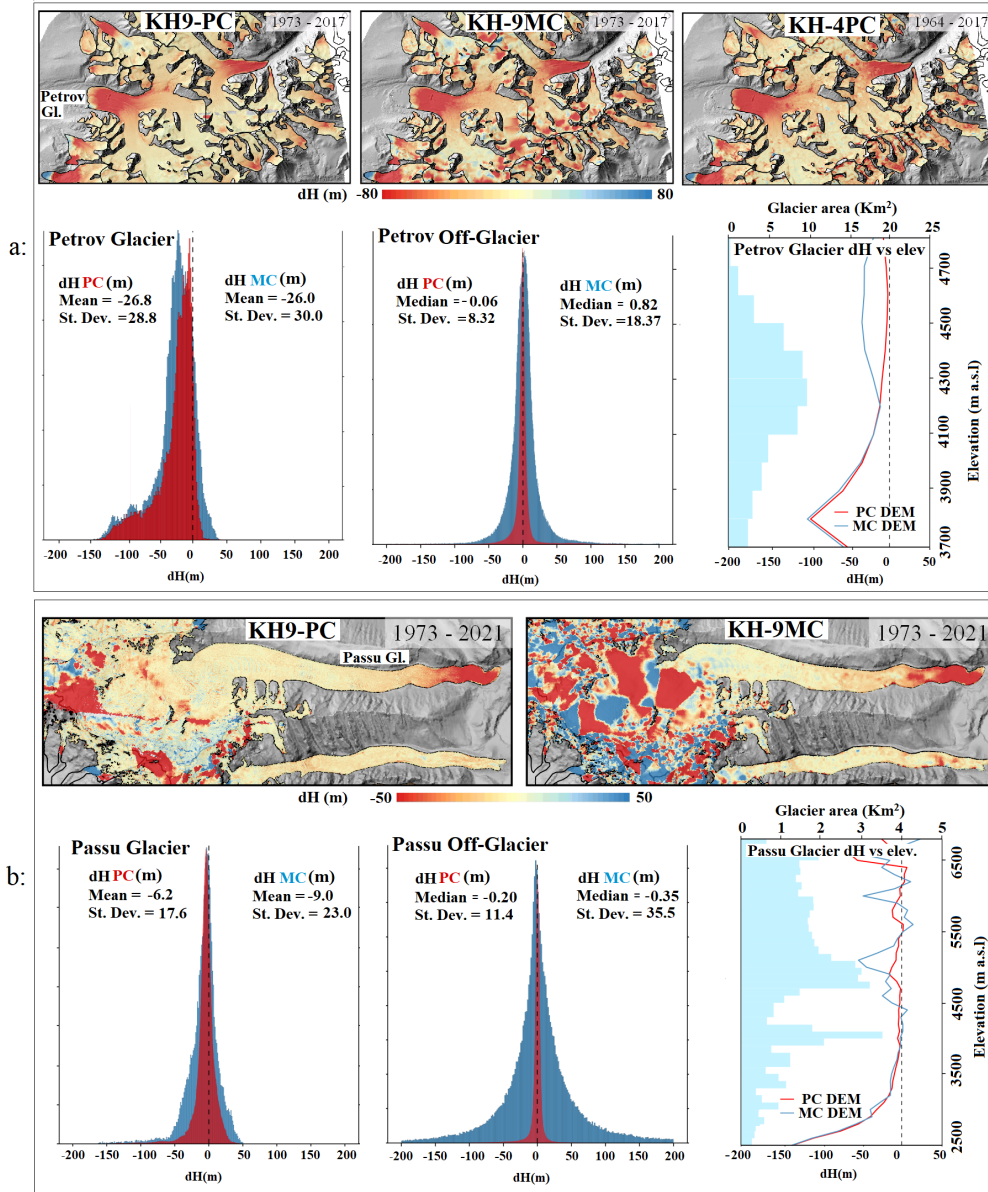 a:
KH9-PC 1973 - 2017
KH-9MC 1973 - 2017
KH-4PC 1964 - 2017
Petrov
Gl.
dH (m) -80 80
Petrov Glacier
dH PC (m)
Mean = -26.8
St. Dev. =28.8
dH MC (m)
Mean = -26.0
St. Dev. = 30.0
-200 -150 -100 -50 0 50 100 150 200
dH(m)
Petrov Off-Glacier
dH PC (m)
Median =- 0.06
St. Dev. =8.32
dH MC (m)
Median = 0.82
St. Dev. =18.37
-200 -150 -100 -50 0 50 100 150 200
dH(m)
Glacier area (Km²)
0 5 10 15 20 25
Petrov Glacier dH vs elev
4700
4500
4300
4100
3900
3700
Elevation (m a.s.l)
PC DEM
MC DEM
-200 -150 -100 -50 0 50
dH(m)
b:
KH9-PC 1973 - 2021
Passu Gl.
KH-9MC 1973 - 2021
dH (m) -50 50
Passu Glacier
dH PC (m)
Mean = -6.2
St. Dev. = 17.6
dH MC (m)
Mean = -9.0
St. Dev. = 23.0
-200 -150 -100 -50 0 50 100 150 200
dH(m)
Passu Off-Glacier
dH PC (m)
Median = -0.20
St. Dev. = 11.4
dH MC (m)
Median = -0.35
St. Dev. = 35.5
-200 -150 -100 -50 0 50 100 150 200
dH(m)
Glacier area (Km²)
0 1 2 3 4 5
Passu Glacier dH vs elev.
6500
5500
4500
3500
2500
Elevation (m a.s.l)
PC DEM
MC DEM
-200 -150 -100 -50 0 50
dH(m)